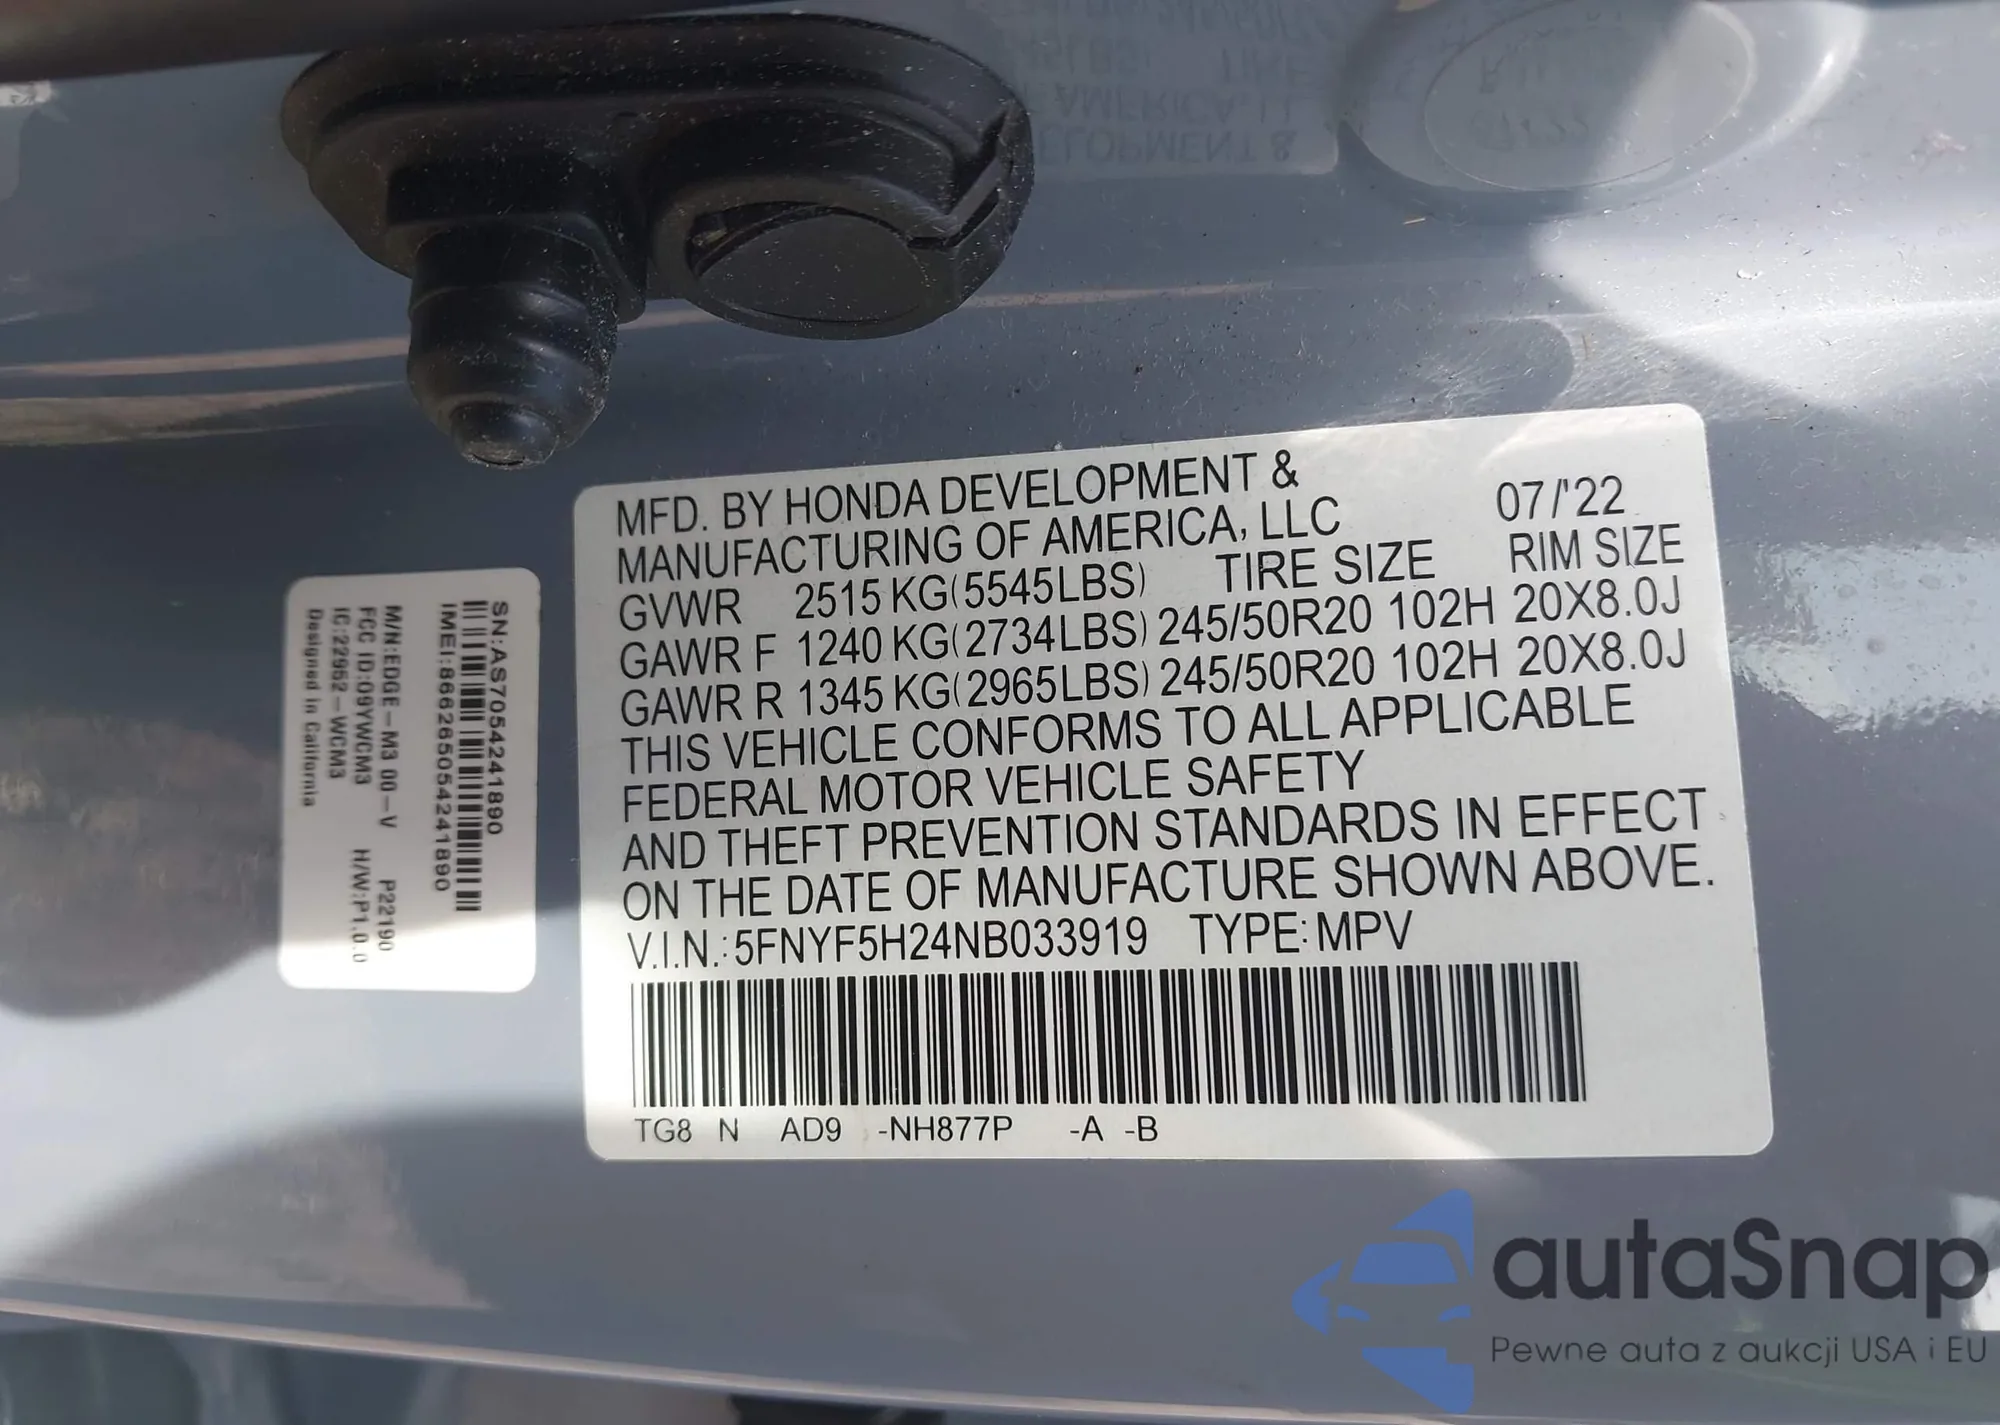 MFD. BY HONDA DEVELOPMENT &
MANUFACTURING OF AMERICA, LLC 07/'22
GVWR 2515 KG(5545LBS) TIRE SIZE RIM SIZE
GAWR F 1240 KG(2734LBS) 245/50R20 102H 20X8.0J
GAWR R 1345 KG(2965LBS) 245/50R20 102H 20X8.0J
THIS VEHICLE CONFORMS TO ALL APPLICABLE
FEDERAL MOTOR VEHICLE SAFETY
AND THEFT PREVENTION STANDARDS IN EFFECT
ON THE DATE OF MANUFACTURE SHOWN ABOVE.
V.I.N.: 5FNYF5H24NB033919 TYPE: MPV
TG8 N AD9 -NH877P -A -B
SN:AS7054241890
IMEI:866265054241890
M/N:EDGE-M3 00-V P22190
FCC ID:09YWCM3 H/W:P1.0.0
IC:22952-WCM3
Designed in California
autaSnap
Pewne auta z aukcji USA i EU